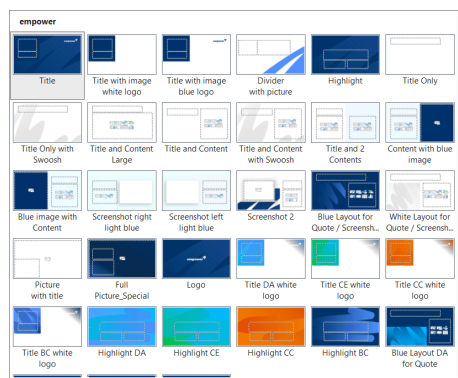 empower
Title
Title with image
white logo
Title with image
blue logo
Divider
with picture
Highlight
Title Only
Title Only with
Swoosh
Title and Content
Large
Title and Content
Title and Content
with Swoosh
Title and 2
Contents
Content with blue
image
Blue image with
Content
Screenshot right
light blue
Screenshot left
light blue
Screenshot 2
Blue Layout for
Quote / Screensh...
White Layout for
Quote / Screensh...
Picture
with title
Full
Picture_Special
Logo
Title DA white
logo
Title CE white
logo
Title CC white
logo
Title BC white
logo
Highlight DA
Highlight CE
Highlight CC
Highlight BC
Blue Layout DA
for Quote